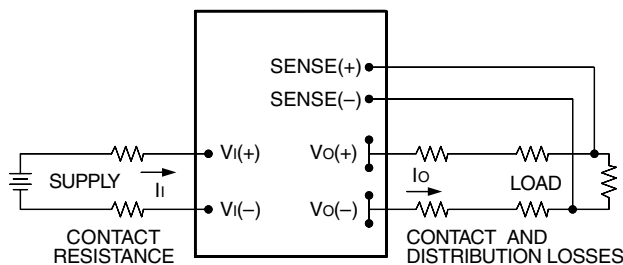 SENSE(+)
SENSE(–)
VI(+)
VO(+)
IO
SUPPLY
II
LOAD
VI(–)
VO(–)
CONTACT
RESISTANCE
CONTACT AND
DISTRIBUTION LOSSES